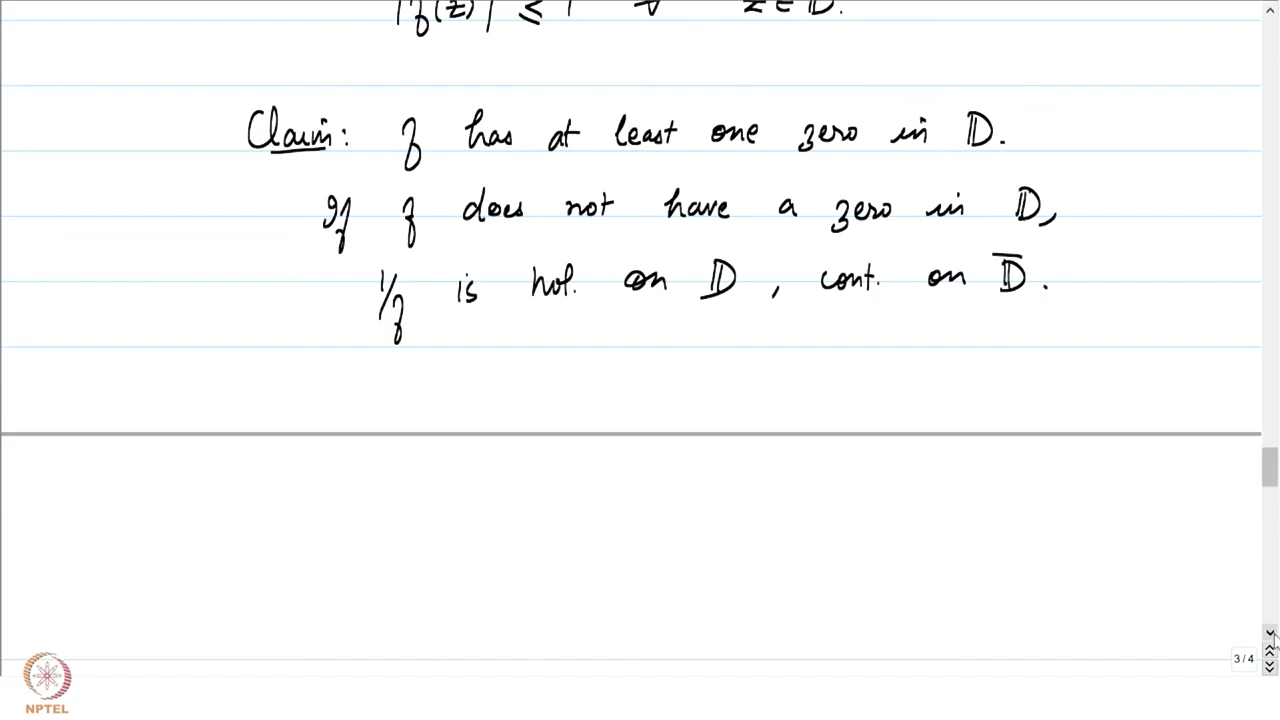 |f(z)| ≤ 1 ∀ z ∈ 𝔻.
Claim: f has at least one zero in 𝔻.
If f does not have a zero in 𝔻,
1/f is hol. on 𝔻, cont. on 𝔻̅.
3 / 4
NPTEL